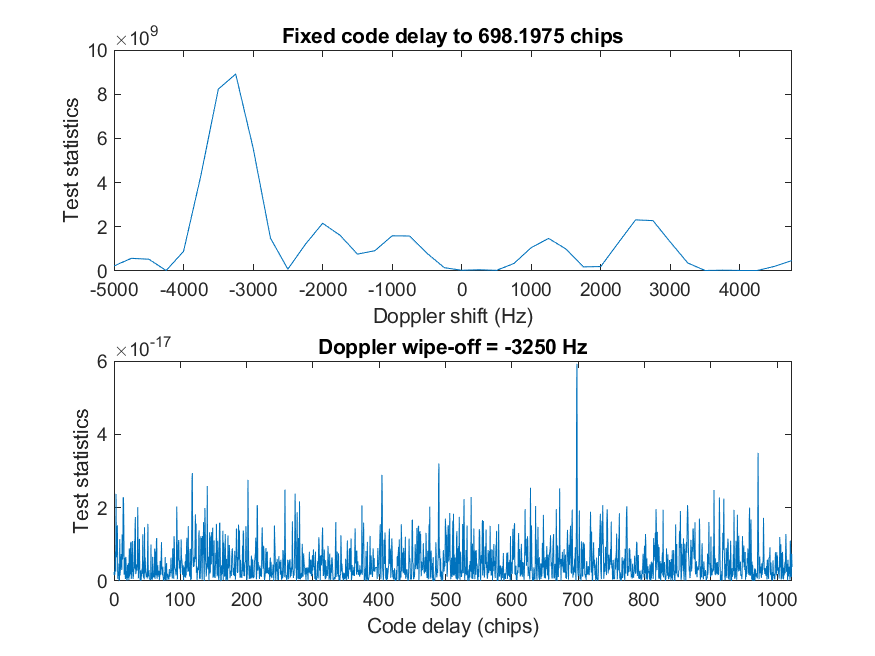 ×10^9
Fixed code delay to 698.1975 chips
10
8
6
4
2
0
Test statistics
-5000 -4000 -3000 -2000 -1000 0 1000 2000 3000 4000
Doppler shift (Hz)
×10^-17
Doppler wipe-off = -3250 Hz
6
4
2
0
Test statistics
0 100 200 300 400 500 600 700 800 900 1000
Code delay (chips)